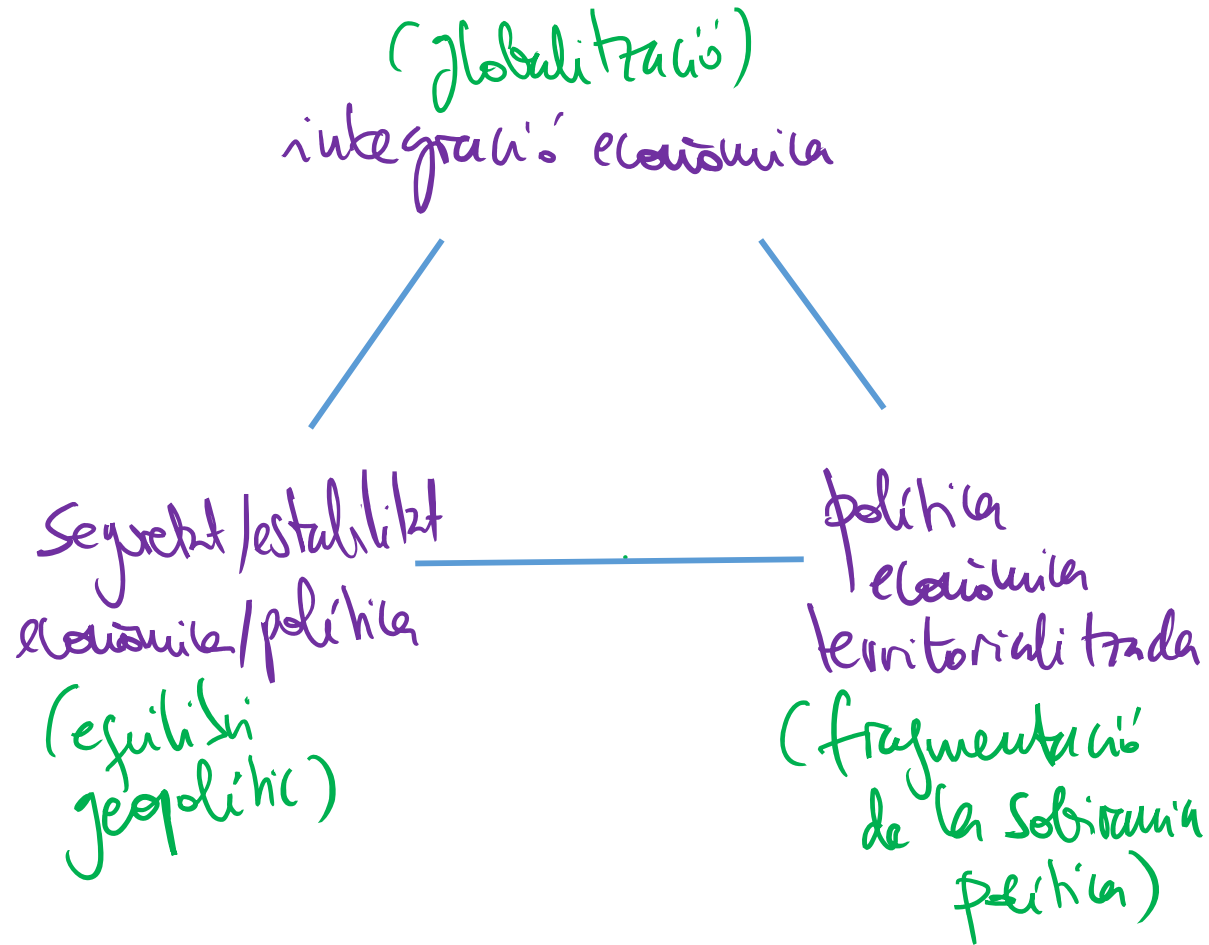 (globalització)
integració econòmica
Seguretat/estabilitat
econòmica/política
(equilibri
geopolític)
política
econòmica
territorialitzada
(fragmentació
de la sobirania
política)